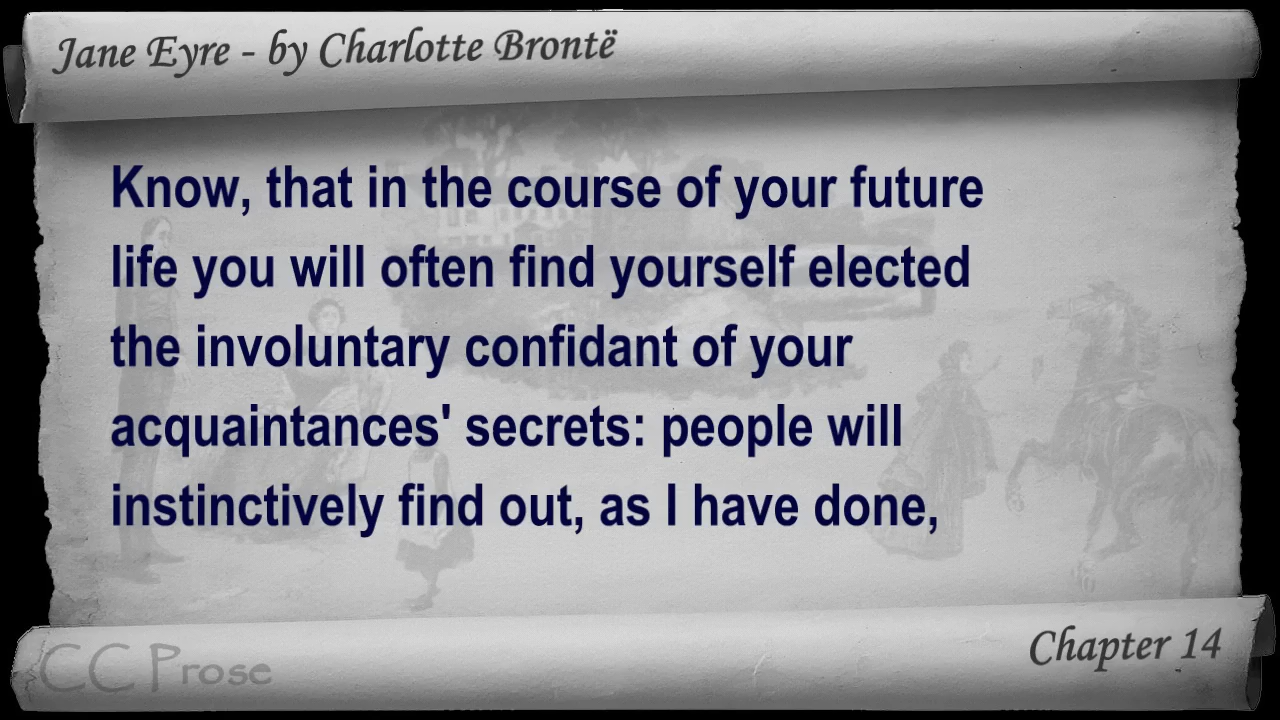 Jane Eyre - by Charlotte Brontë
Know, that in the course of your future
life you will often find yourself elected
the involuntary confidant of your
acquaintances' secrets: people will
instinctively find out, as I have done,
Chapter 14
CC Prose